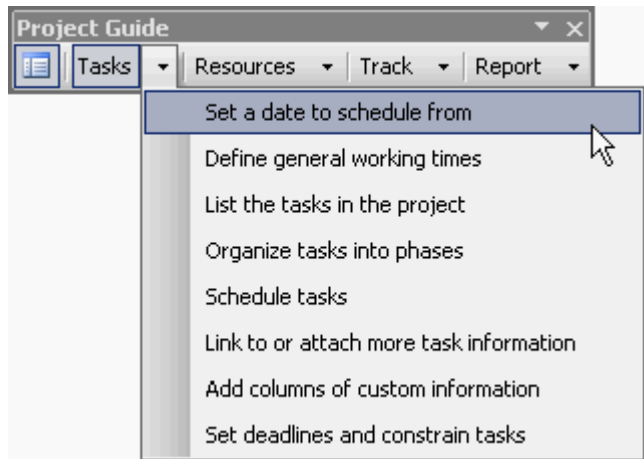 Project Guide
Tasks Resources Track Report
Set a date to schedule from
Define general working times
List the tasks in the project
Organize tasks into phases
Schedule tasks
Link to or attach more task information
Add columns of custom information
Set deadlines and constrain tasks